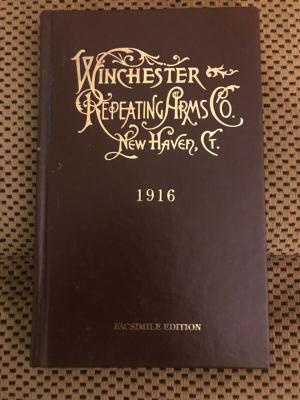 WINCHESTER
REPEATING ARMS CO.
NEW HAVEN, CT.
1916
FACSIMILE EDITION